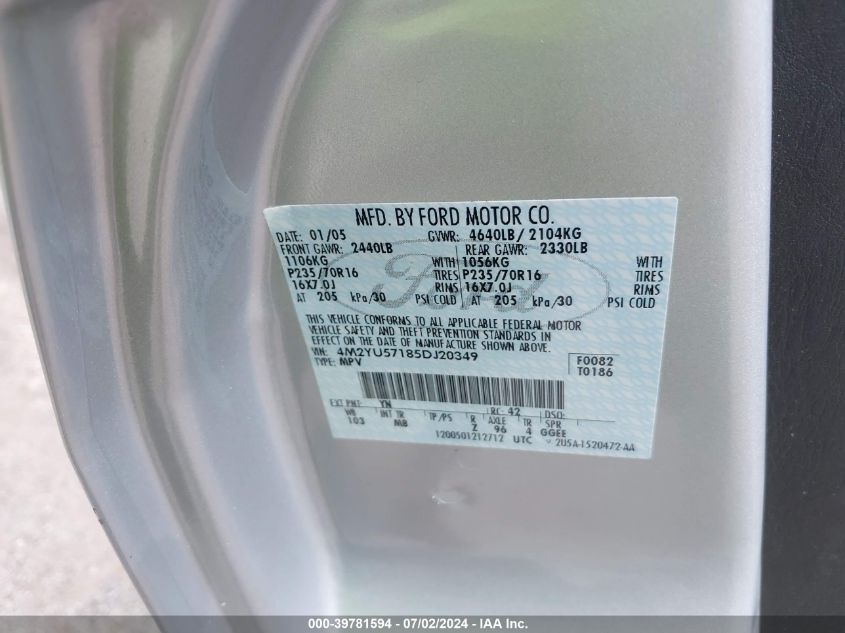 MFD. BY FORD MOTOR CO.
DATE: 01/05 GVWR: 4640LB/ 2104KG
FRONT GAWR: 2440LB REAR GAWR: 2330LB
1106KG WITH 1056KG WITH
P235/70R16 TIRES P235/70R16 TIRES
16X7.0J RIMS 16X7.0J RIMS
AT 205 kPa/30 PSI COLD AT 205 kPa/30 PSI COLD
Ford
THIS VEHICLE CONFORMS TO ALL APPLICABLE FEDERAL MOTOR
VEHICLE SAFETY AND THEFT PREVENTION STANDARDS IN
EFFECT ON THE DATE OF MANUFACTURE SHOWN ABOVE.
VIN: 4M2YU57185DJ20349 F0082
TYPE: MPV T0186
EXT PNT: YN RC: 42 DSO:
WB INT TR TP/PS R AXLE TR SPR
103 MB Z 96 4 GGEE
1200501212712 UTC 2U5A-1520472-AA
000-39781594 | 07/02/2024 - IAA Inc.